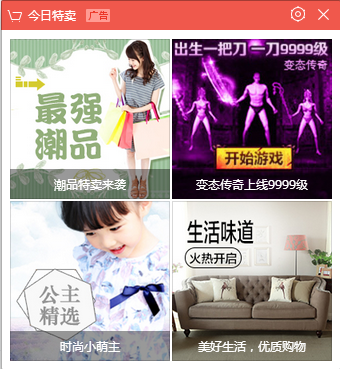 今日特卖 广告
最强
潮品
潮品特卖来袭
出生一把刀 一刀9999级
变态传奇
开始游戏
变态传奇上线9999级
公主
精选
时尚小萌主
生活味道
火热开启
美好生活，优质购物